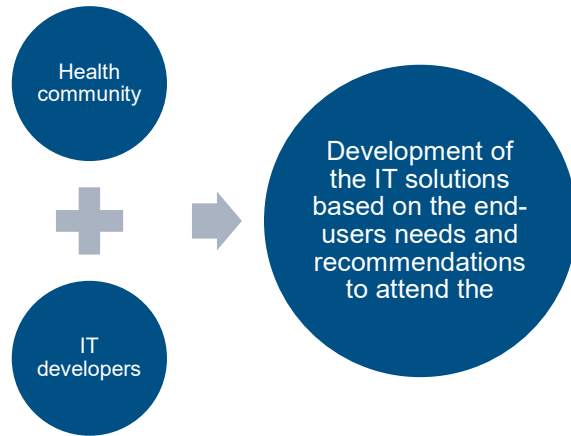 Health
community
IT
developers
Development of
the IT solutions
based on the end-
users needs and
recommendations
to attend the